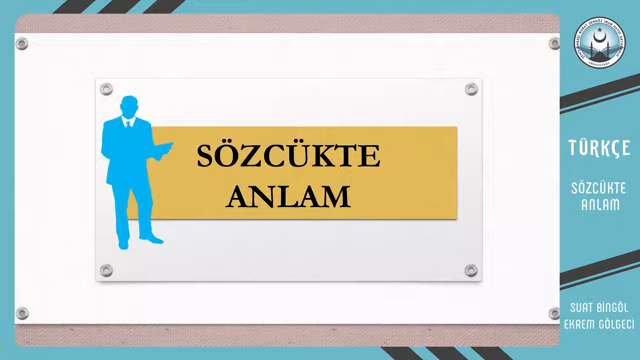 SÖZCÜKTE
ANLAM
TÜRKÇE
SÖZCÜKTE
ANLAM
SUAT BİNGÖL
EKREM GÖLGECİ